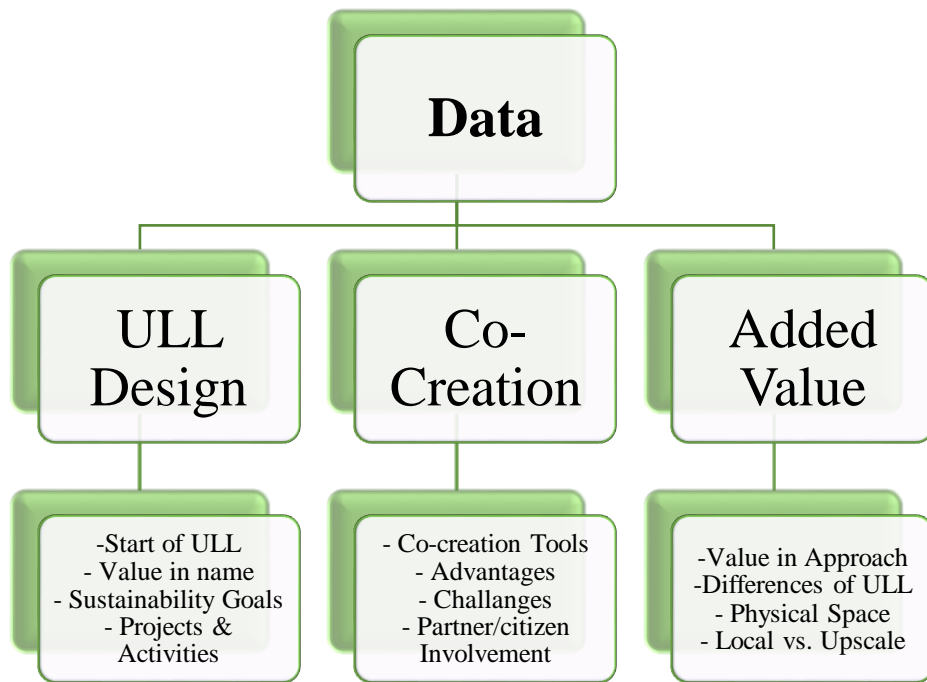 Data
ULL
Design
Co-
Creation
Added
Value
-Start of ULL
- Value in name
- Sustainability Goals
- Projects &
Activities
- Co-creation Tools
- Advantages
- Challanges
- Partner/citizen
Involvement
-Value in Approach
-Differences of ULL
- Physical Space
- Local vs. Upscale